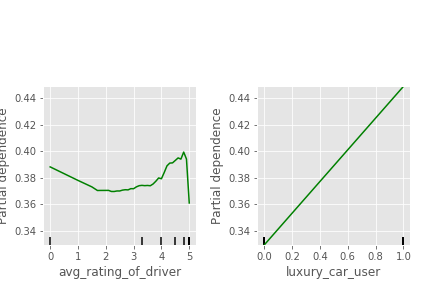 0.44
0.42
0.40
0.38
0.36
0.34
Partial dependence
0 1 2 3 4 5
avg_rating_of_driver
0.44
0.42
0.40
0.38
0.36
0.34
Partial dependence
0.0 0.2 0.4 0.6 0.8 1.0
luxury_car_user